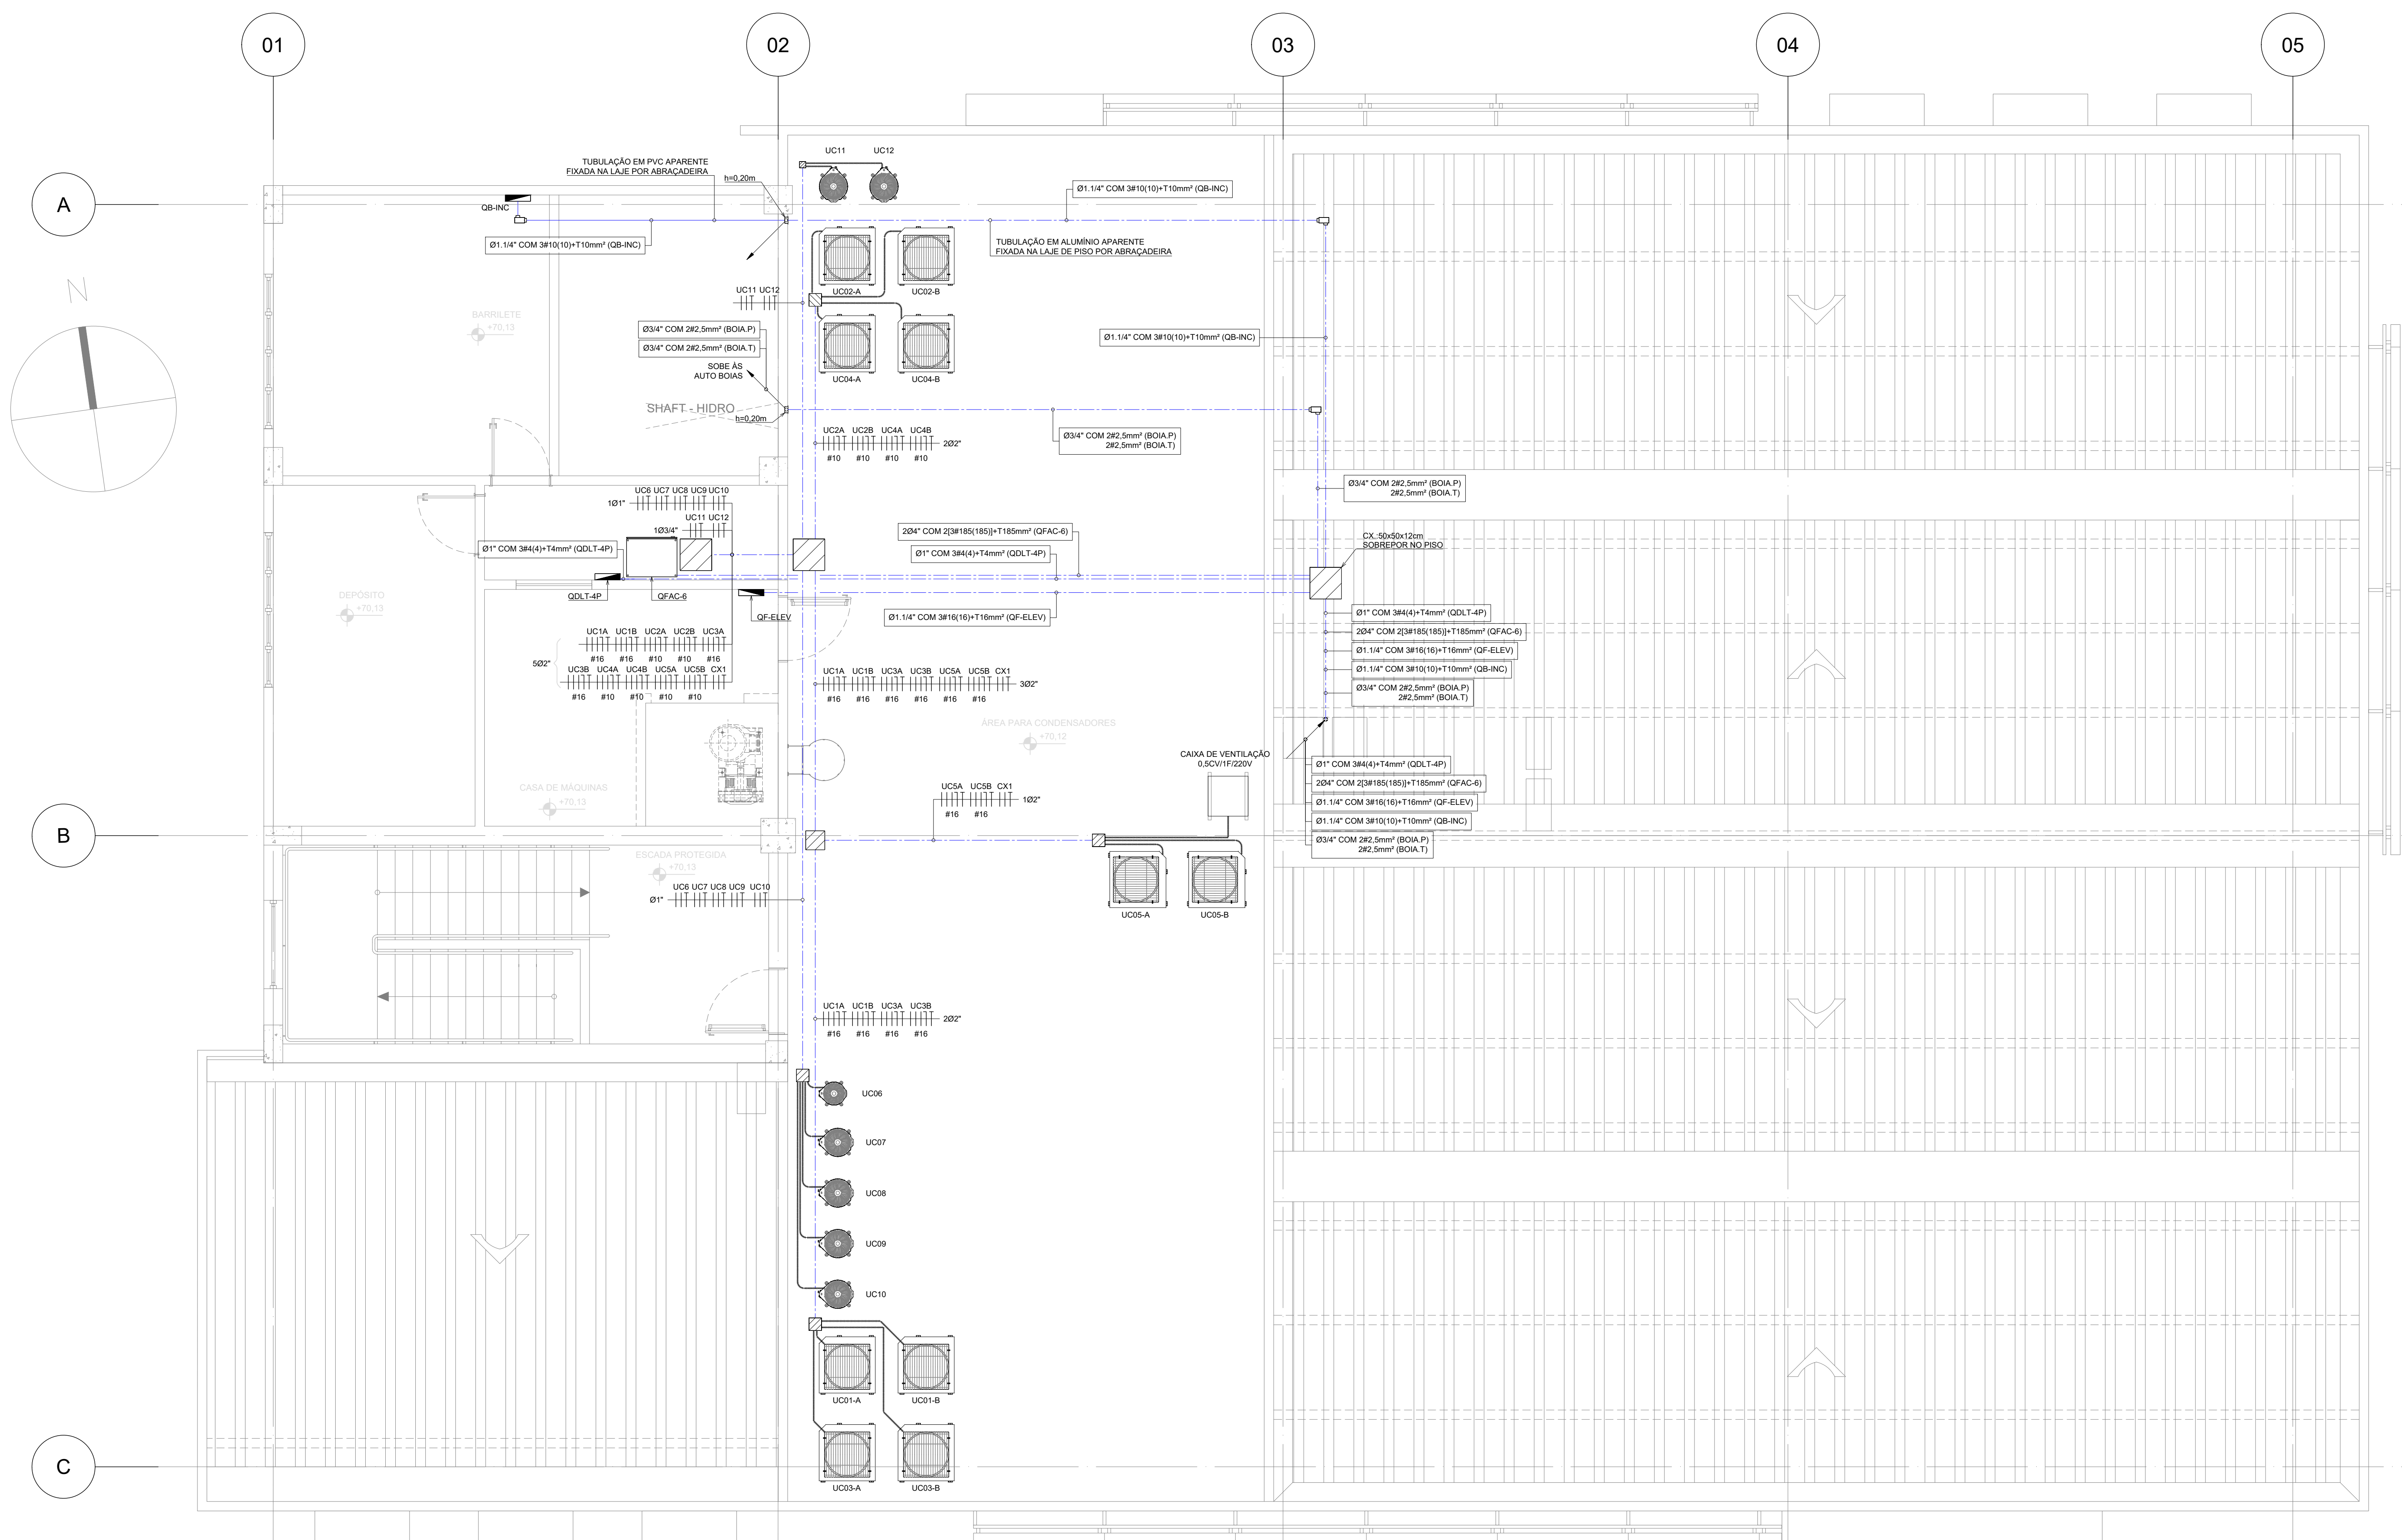 01
02
03
04
05
A
B
C
N
UC11 UC12
TUBULAÇÃO EM PVC APARENTE
FIXADA NA LAJE POR ABRAÇADEIRA
h=0,20m
QB-INC
Ø1.1/4" COM 3#10(10)+T10mm² (QB-INC)
Ø1.1/4" COM 3#10(10)+T10mm² (QB-INC)
TUBULAÇÃO EM ALUMÍNIO APARENTE
FIXADA NA LAJE DE PISO POR ABRAÇADEIRA
UC02-A UC02-B
UC11 UC12
BARRILETE
+70,13
Ø3/4" COM 2#2,5mm² (BOIA.P)
Ø3/4" COM 2#2,5mm² (BOIA.T)
SOBE ÀS
AUTO BOIAS
Ø1.1/4" COM 3#10(10)+T10mm² (QB-INC)
UC04-A UC04-B
SHAFT - HIDRO
h=0,20m
UC2A UC2B UC4A UC4B
2Ø2"
#10 #10 #10 #10
Ø3/4" COM 2#2,5mm² (BOIA.P)
2#2,5mm² (BOIA.T)
Ø3/4" COM 2#2,5mm² (BOIA.P)
2#2,5mm² (BOIA.T)
UC6 UC7 UC8 UC9 UC10
1Ø1"
UC11 UC12
1Ø3/4"
Ø1" COM 3#4(4)+T4mm² (QDLT-4P)
QDLT-4P
QFAC-6
QF-ELEV
2Ø4" COM 2[3#185(185)]+T185mm² (QFAC-6)
Ø1" COM 3#4(4)+T4mm² (QDLT-4P)
Ø1.1/4" COM 3#16(16)+T16mm² (QF-ELEV)
CX. 50x50x12cm
SOBREPOR NO PISO
DEPÓSITO
+70,13
Ø1" COM 3#4(4)+T4mm² (QDLT-4P)
2Ø4" COM 2[3#185(185)]+T185mm² (QFAC-6)
Ø1.1/4" COM 3#16(16)+T16mm² (QF-ELEV)
Ø1.1/4" COM 3#10(10)+T10mm² (QB-INC)
Ø3/4" COM 2#2,5mm² (BOIA.P)
2#2,5mm² (BOIA.T)
UC1A UC1B UC2A UC2B UC3A
#16 #16 #10 #10 #16
5Ø2"
UC3B UC4A UC4B UC5A UC5B CX1
#16 #10 #10 #10 #10
UC1A UC1B UC3A UC3B UC5A UC5B CX1
3Ø2"
#16 #16 #16 #16 #16 #16
ÁREA PARA CONDENSADORES
+70,12
CAIXA DE VENTILAÇÃO
0,5CV/1F/220V
CASA DE MÁQUINAS
+70,13
UC5A UC5B CX1
1Ø2"
#16 #16
Ø1" COM 3#4(4)+T4mm² (QDLT-4P)
2Ø4" COM 2[3#185(185)]+T185mm² (QFAC-6)
Ø1.1/4" COM 3#16(16)+T16mm² (QF-ELEV)
Ø1.1/4" COM 3#10(10)+T10mm² (QB-INC)
Ø3/4" COM 2#2,5mm² (BOIA.P)
2#2,5mm² (BOIA.T)
ESCADA PROTEGIDA
+70,13
UC6 UC7 UC8 UC9 UC10
Ø1"
UC05-A UC05-B
UC1A UC1B UC3A UC3B
2Ø2"
#16 #16 #16 #16
UC06
UC07
UC08
UC09
UC10
UC01-A UC01-B
UC03-A UC03-B